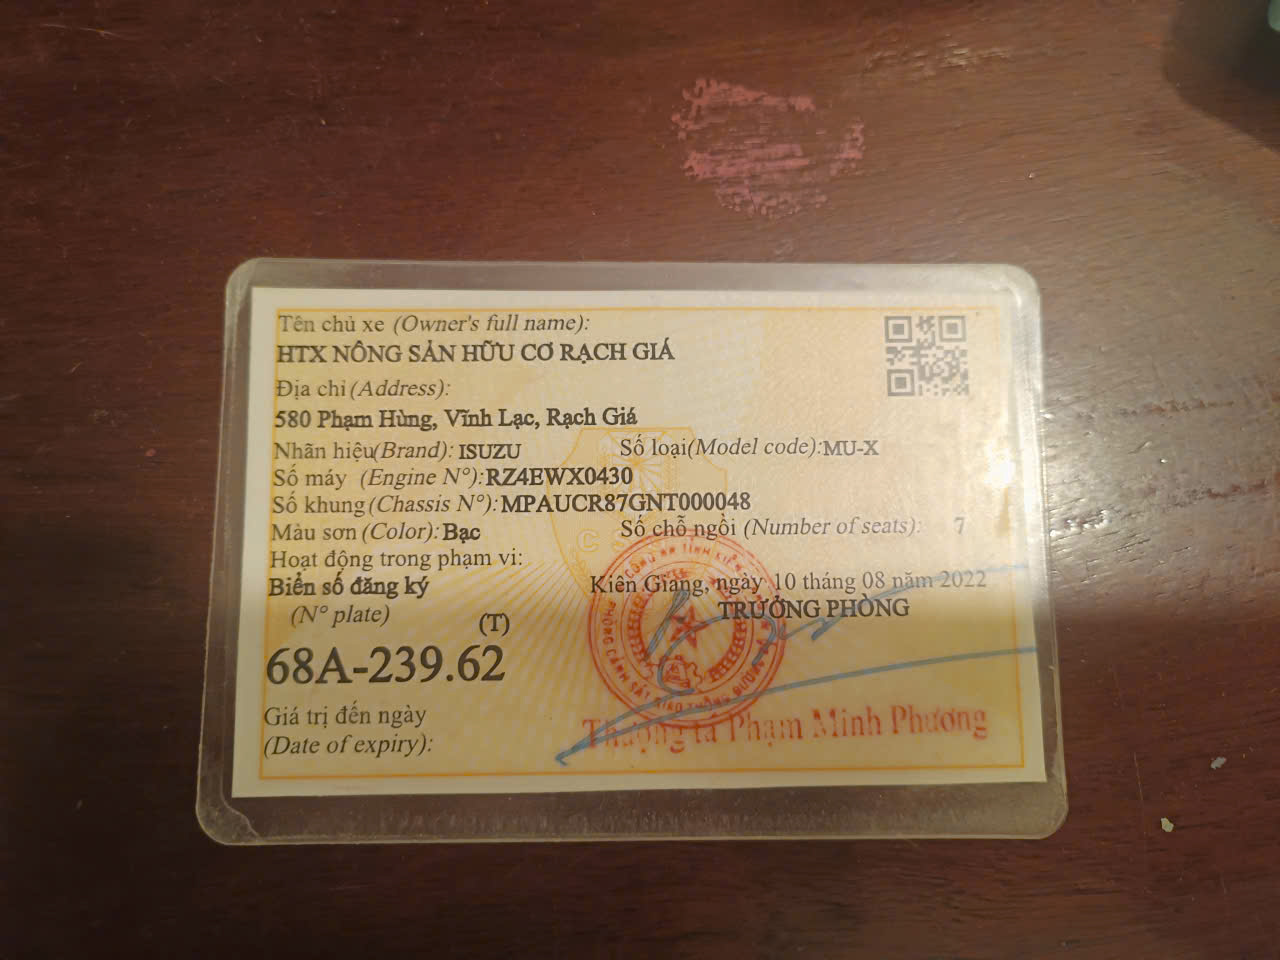 Tên chủ xe (Owner's full name):
HTX NÔNG SẢN HỮU CƠ RẠCH GIÁ
Địa chỉ (Address):
580 Phạm Hùng, Vĩnh Lạc, Rạch Giá
Nhãn hiệu(Brand): ISUZU Số loại(Model code):MU-X
Số máy (Engine N°):RZ4EWX0430
Số khung(Chassis N°):MPAUCR87GNT000048
Màu sơn(Color):Bạc Số chỗ ngồi (Number of seats): 7
Hoạt động trong phạm vi:
Biển số đăng ký Kiên Giang, ngày 10 tháng 08 năm 2022
(N° plate) (T) TRƯỞNG PHÒNG
68A-239.62
Giá trị đến ngày Thượng tá Phạm Minh Phương
(Date of expiry):